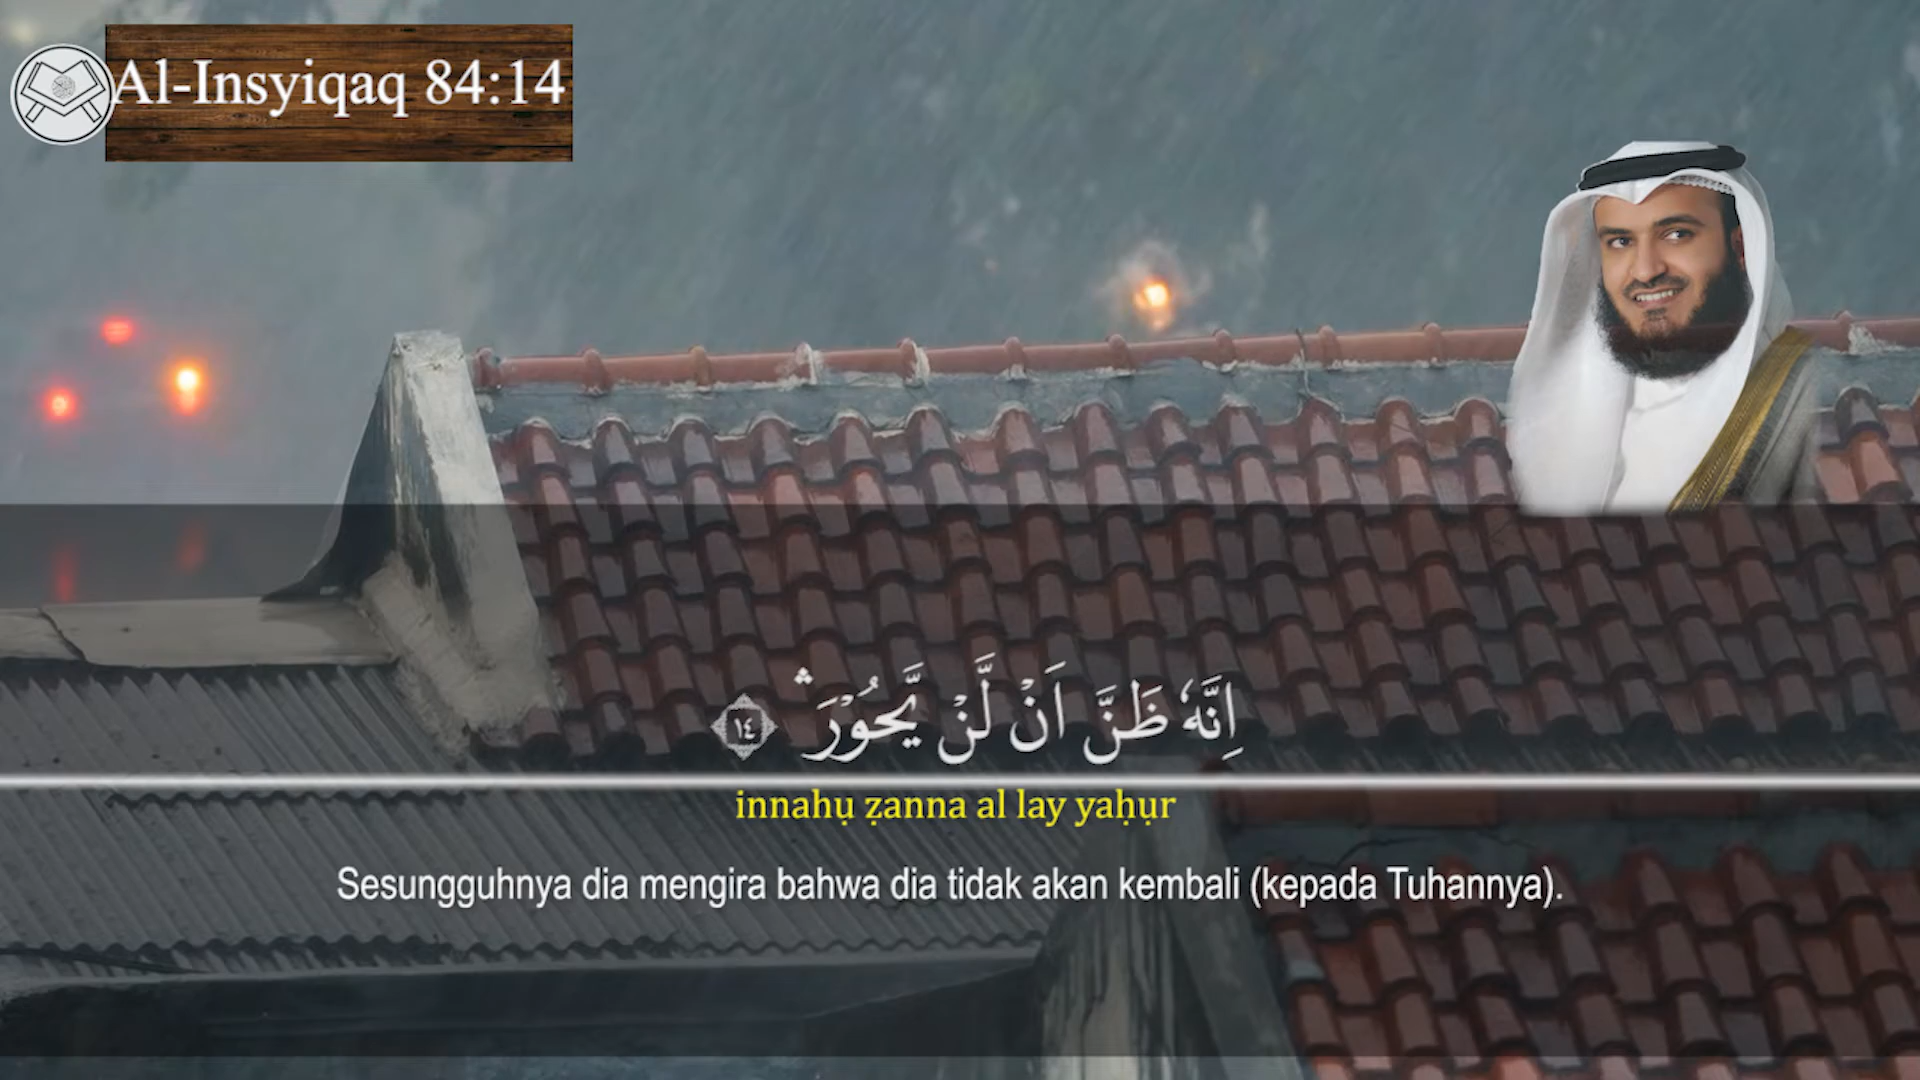 Al-Insyiqaq 84:14
اِنَّهٗ ظَنَّ اَنْ لَّنْ يَّحُوْرَ ۛ ١٤
innahụ ẓanna al lay yaḥụr
Sesungguhnya dia mengira bahwa dia tidak akan kembali (kepada Tuhannya).